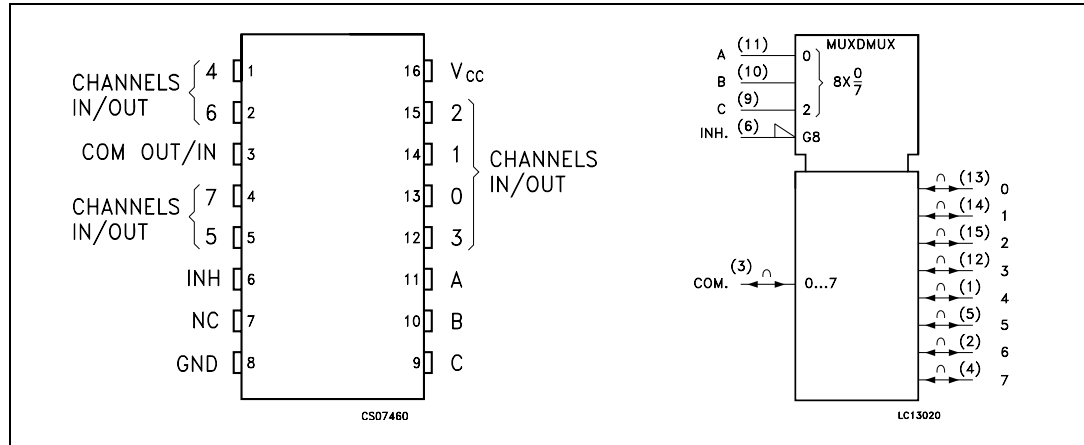 CHANNELS IN/OUT 4 1 16 VCC
6 2 15 2
COM OUT/IN 3 14 1 CHANNELS IN/OUT
CHANNELS IN/OUT 7 4 13 0
5 5 12 3
INH 6 11 A
NC 7 10 B
GND 8 9 C
CS07460
MUXDMUX
A (11) 0
B (10) 8X 0/7
C (9) 2
INH. (6) G8
∩ (13) 0
∩ (14) 1
∩ (15) 2
∩ (12) 3
COM. (3) ∩ 0...7
∩ (1) 4
∩ (5) 5
∩ (2) 6
∩ (4) 7
LC13020